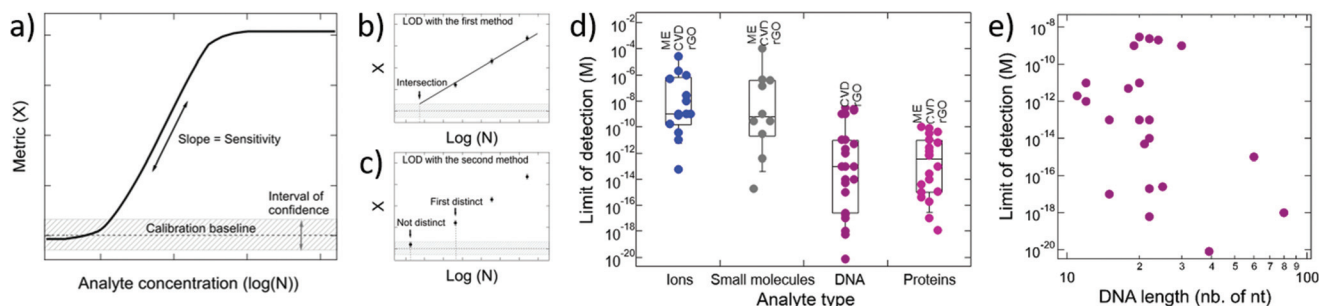 a)
Metric (X)
Slope = Sensitivity
Interval of
confidence
Calibration baseline
Analyte concentration (log(N))
b)
LOD with the first method
X
Intersection
Log (N)
c)
LOD with the second method
X
First distinct
Not distinct
Log (N)
d)
Limit of detection (M)
10⁻²
10⁻⁴
10⁻⁶
10⁻⁸
10⁻¹⁰
10⁻¹²
10⁻¹⁴
10⁻¹⁶
10⁻¹⁸
10⁻²⁰
ME
CVD
rGO
ME
CVD
rGO
CVD
rGO
ME
CVD
rGO
Ions
Small molecules
DNA
Proteins
Analyte type
e)
Limit of detection (M)
10⁻⁸
10⁻¹⁰
10⁻¹²
10⁻¹⁴
10⁻¹⁶
10⁻¹⁸
10⁻²⁰
10 2 3 4 5 6 7 8 9 100
DNA length (nb. of nt)